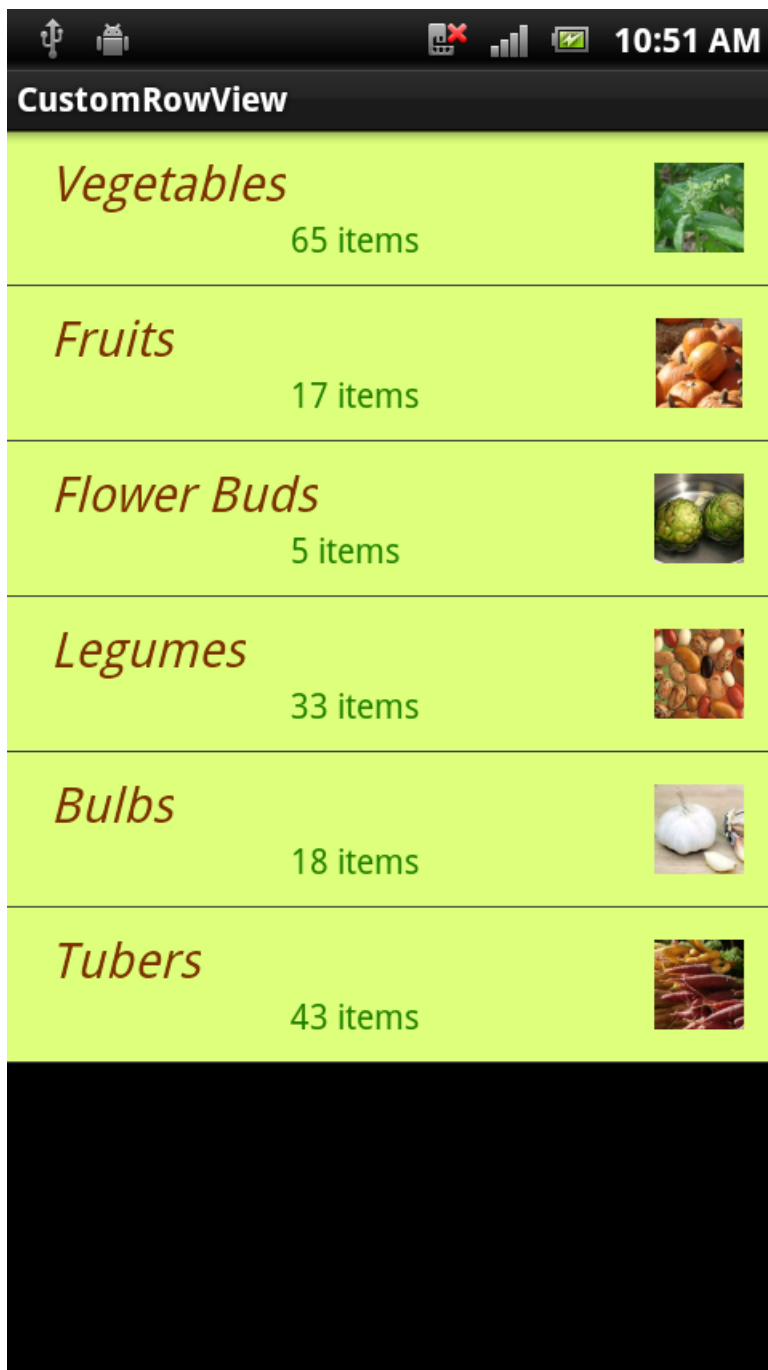 10:51 AM
CustomRowView
Vegetables
65 items
Fruits
17 items
Flower Buds
5 items
Legumes
33 items
Bulbs
18 items
Tubers
43 items